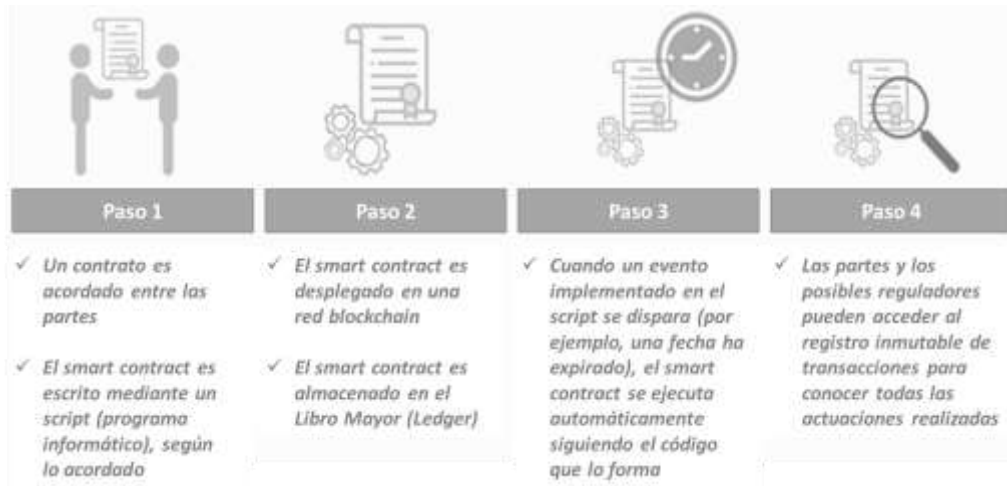 Paso 1
✓ Un contrato es
acordado entre las
partes
✓ El smart contract es
escrito mediante un
script (programa
informático), según
lo acordado
Paso 2
✓ El smart contract es
desplegado en una
red blockchain
✓ El smart contract es
almacenado en el
Libro Mayor (Ledger)
Paso 3
✓ Cuando un evento
implementado en el
script se dispara (por
ejemplo, una fecha ha
expirado), el smart
contract se ejecuta
automáticamente
siguiendo el código
que lo forma
Paso 4
✓ Las partes y los
posibles reguladores
pueden acceder al
registro inmutable de
transacciones para
conocer todas las
actuaciones realizadas